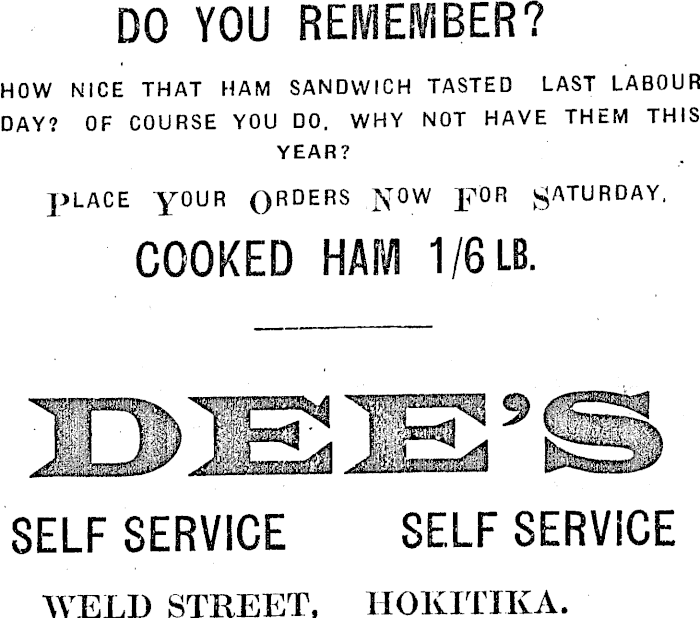 DO YOU REMEMBER?
HOW NICE THAT HAM SANDWICH TASTED LAST LABOUR
DAY? OF COURSE YOU DO. WHY NOT HAVE THEM THIS
YEAR?
PLACE YOUR ORDERS NOW FOR SATURDAY.
COOKED HAM 1/6 LB.
DEE'S
SELF SERVICE SELF SERVICE
WELD STREET, HOKITIKA.